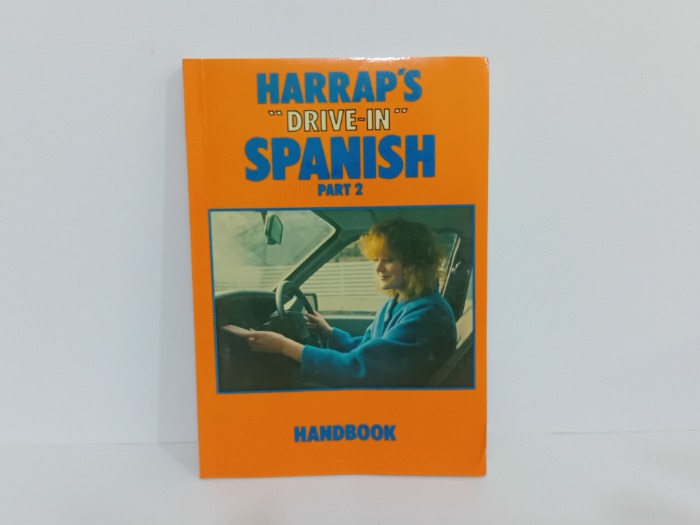 HARRAP'S
"DRIVE-IN"
SPANISH
PART 2
HANDBOOK